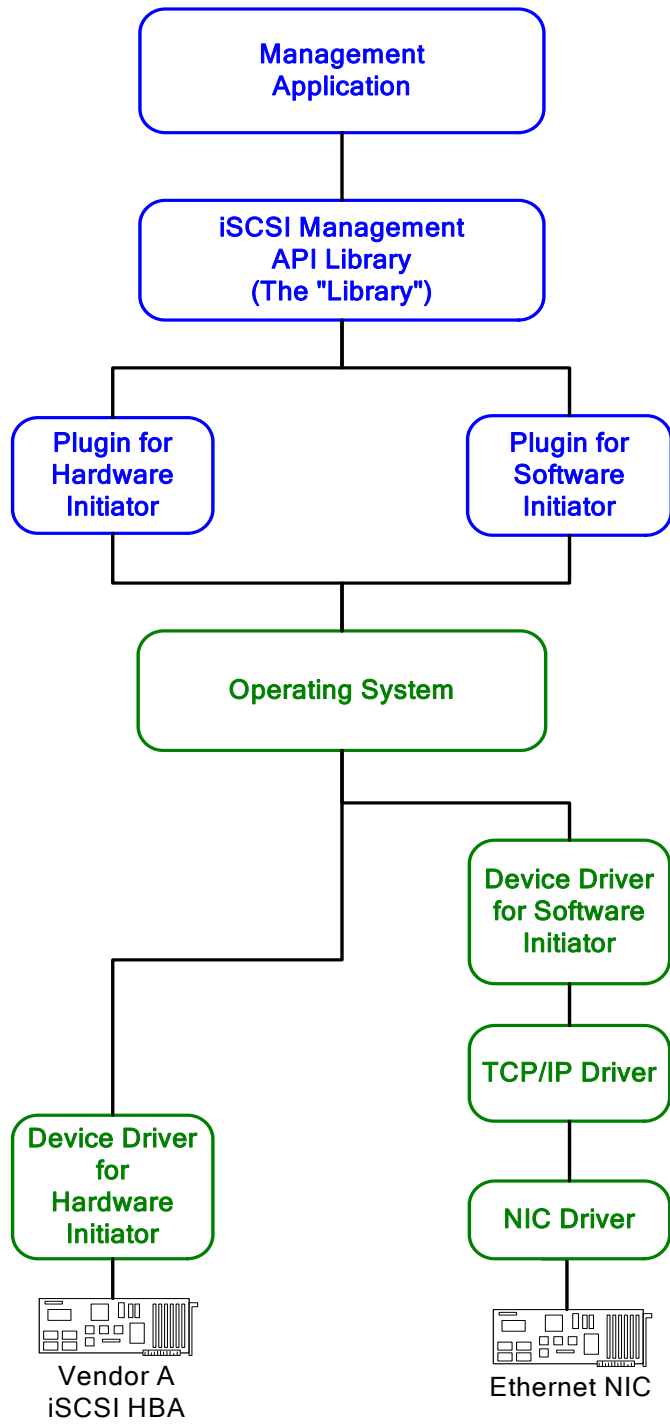 Management
Application
iSCSI Management
API Library
(The "Library")
Plugin for
Hardware
Initiator
Plugin for
Software
Initiator
Operating System
Device Driver
for Software
Initiator
TCP/IP Driver
Device Driver
for
Hardware
Initiator
NIC Driver
Vendor A
iSCSI HBA
Ethernet NIC